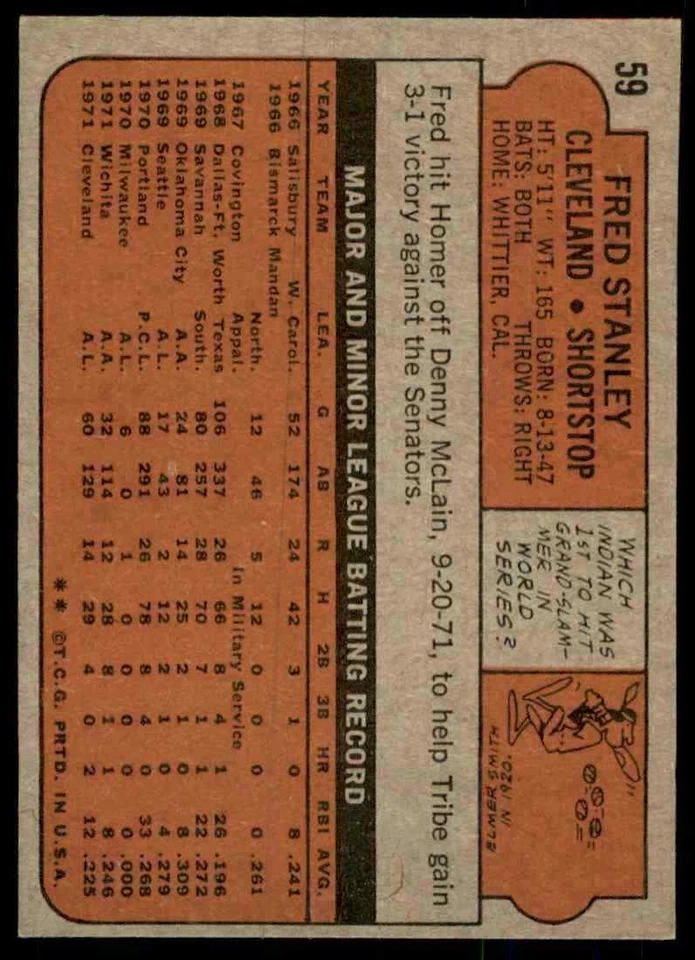 59
FRED STANLEY
CLEVELAND • SHORTSTOP
HT: 5'11" WT: 165 BORN: 8-13-47
BATS: BOTH THROWS: RIGHT
HOME: WHITTIER, CAL.
WHICH
INDIAN WAS
1ST TO HIT
GRAND-SLAM-
MER IN
WORLD
SERIES?
ELMER SMITH
IN 1920.
Fred hit Homer off Denny McLain, 9-20-71, to help Tribe gain
3-1 victory against the Senators.
MAJOR AND MINOR LEAGUE BATTING RECORD
YEAR TEAM LEA. G AB R H 2B 3B HR RBI AVG.
1966 Salisbury W. Carol. 52 174 24 42 3 1 0 8 .241
1966 Bismarck Mandan
North. 12 46 5 12 0 0 0 0 .261
1967 Covington Appal. In Military Service
1968 Dallas-Ft. Worth Texas 106 337 26 66 8 4 1 26 .196
1969 Savannah South. 80 257 28 70 7 1 1 22 .272
1969 Oklahoma City A.A. 24 81 14 25 2 1 0 8 .309
1969 Seattle A.L. 17 43 2 12 2 1 0 4 .279
1970 Portland P.C.L. 88 291 26 78 8 4 0 33 .268
1970 Milwaukee A.L. 6 0 1 0 0 0 0 0 .000
1971 Wichita A.A. 32 114 12 28 8 1 1 8 .246
1971 Cleveland A.L. 60 129 14 29 4 0 2 12 .225
** ©T.C.G. PRTD. IN U.S.A.